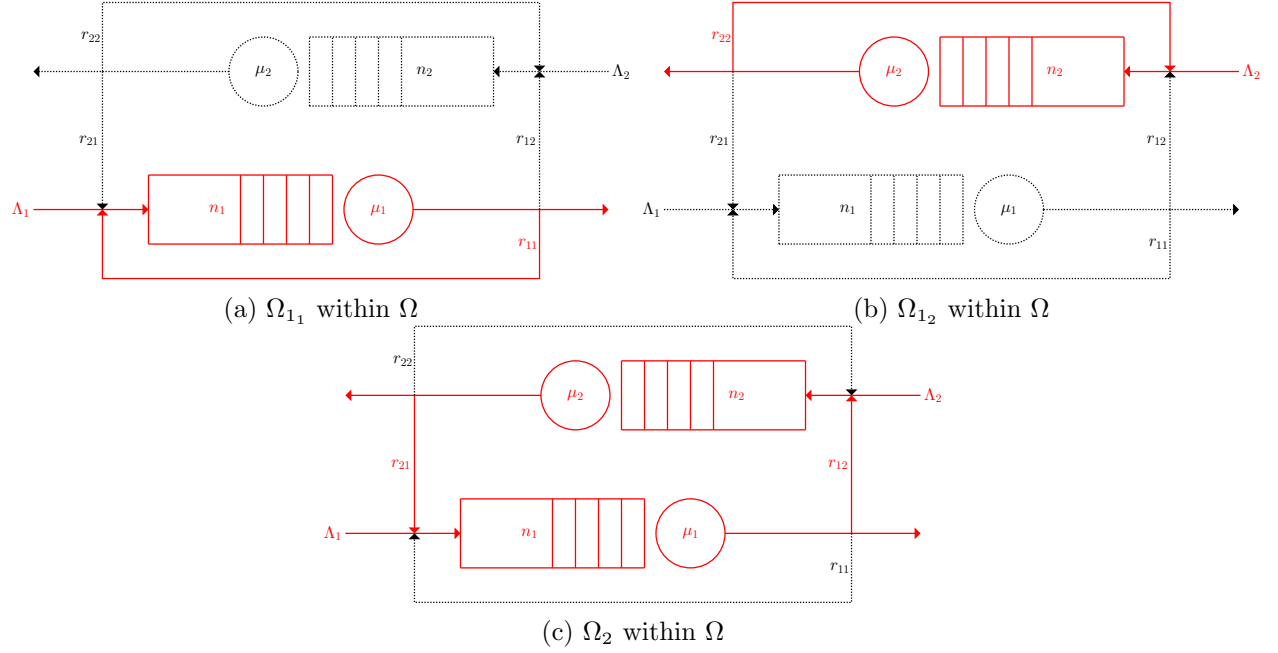 r₂₂
μ₂
n₂
Λ₂
r₂₁
r₁₂
Λ₁
n₁
μ₁
r₁₁
(a) Ω₁₁ within Ω
r₂₂
μ₂
n₂
Λ₂
r₂₁
r₁₂
Λ₁
n₁
μ₁
r₁₁
(b) Ω₁₂ within Ω
r₂₂
μ₂
n₂
Λ₂
r₂₁
r₁₂
Λ₁
n₁
μ₁
r₁₁
(c) Ω₂ within Ω